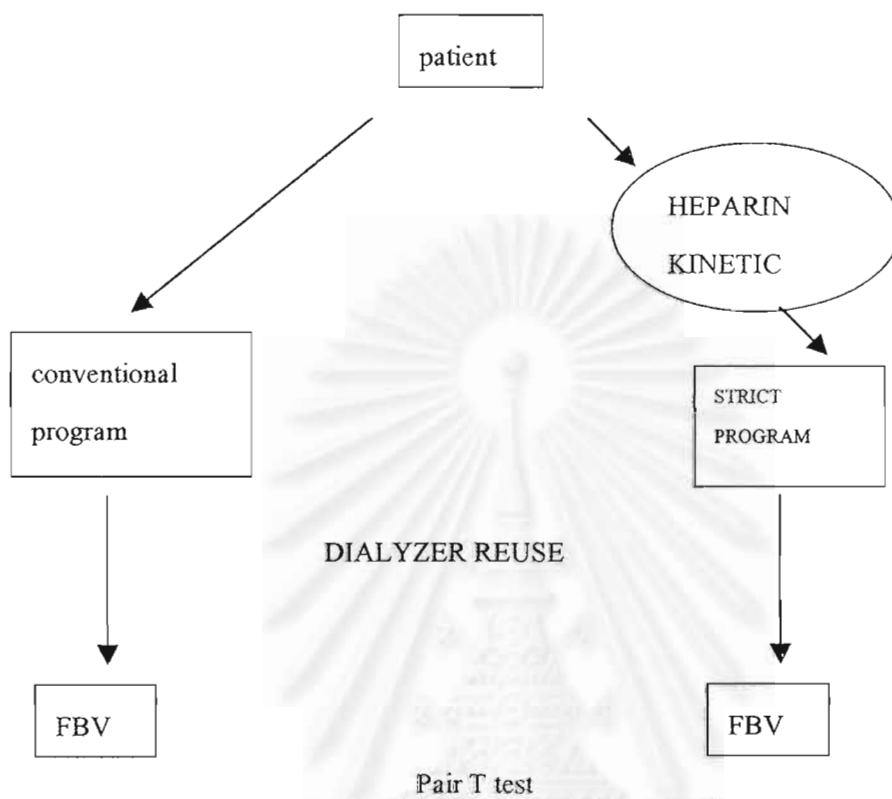 patient
HEPARIN
KINETIC
conventional
program
STRICT
PROGRAM
DIALYZER REUSE
FBV
FBV
Pair T test